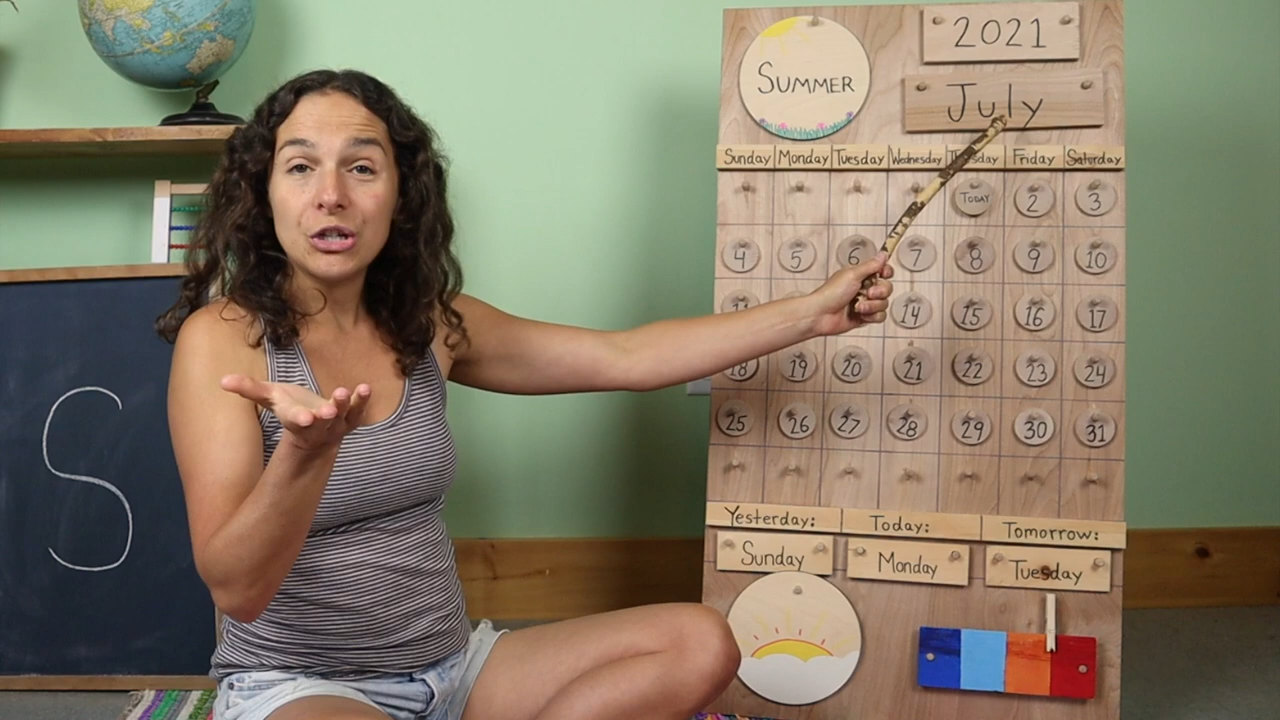 2021
SUMMER
July
Sunday Monday Tuesday Wednesday Thursday Friday Saturday
TODAY 2 3
4 5 6 7 8 9 10
11 14 15 16 17
18 19 20 21 22 23 24
25 26 27 28 29 30 31
Yesterday: Today: Tomorrow:
Sunday Monday Tuesday
S